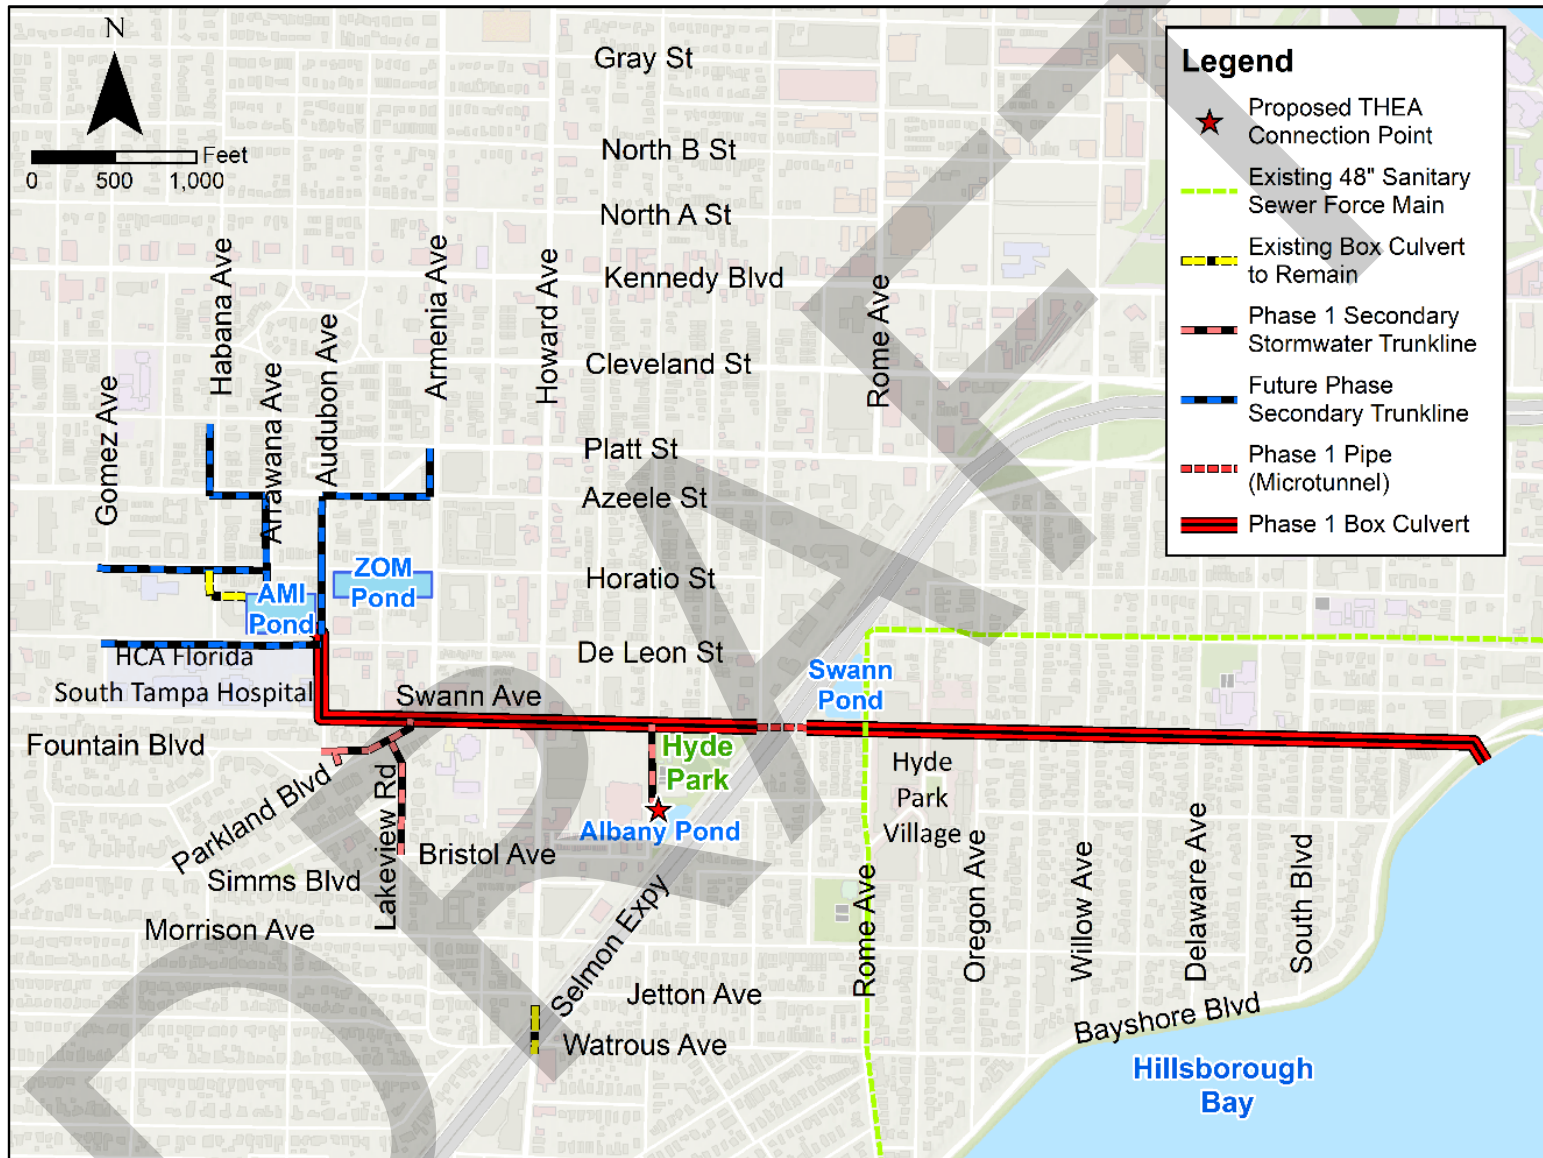 N
Feet
0 500 1,000
Gray St
North B St
North A St
Kennedy Blvd
Cleveland St
Platt St
Azeele St
Horatio St
De Leon St
Gomez Ave
Habana Ave
Anawana Ave
Audubon Ave
Armenia Ave
Howard Ave
Rome Ave
Legend
Proposed THEA
Connection Point
Existing 48" Sanitary
Sewer Force Main
Existing Box Culvert
to Remain
Phase 1 Secondary
Stormwater Trunkline
Future Phase
Secondary Trunkline
Phase 1 Pipe
(Microtunnel)
Phase 1 Box Culvert
AMI
Pond
ZOM
Pond
HCA Florida
South Tampa Hospital
Swann Ave
Swann
Pond
Fountain Blvd
Parkland Blvd
Lakeview Rd
Hyde
Park
Albany Pond
Hyde
Park
Village
Bristol Ave
Simms Blvd
Morrison Ave
Selmon Expy
Jetton Ave
Watrous Ave
Rome Ave
Oregon Ave
Willow Ave
Delaware Ave
South Blvd
Bayshore Blvd
Hillsborough
Bay
DRAFT